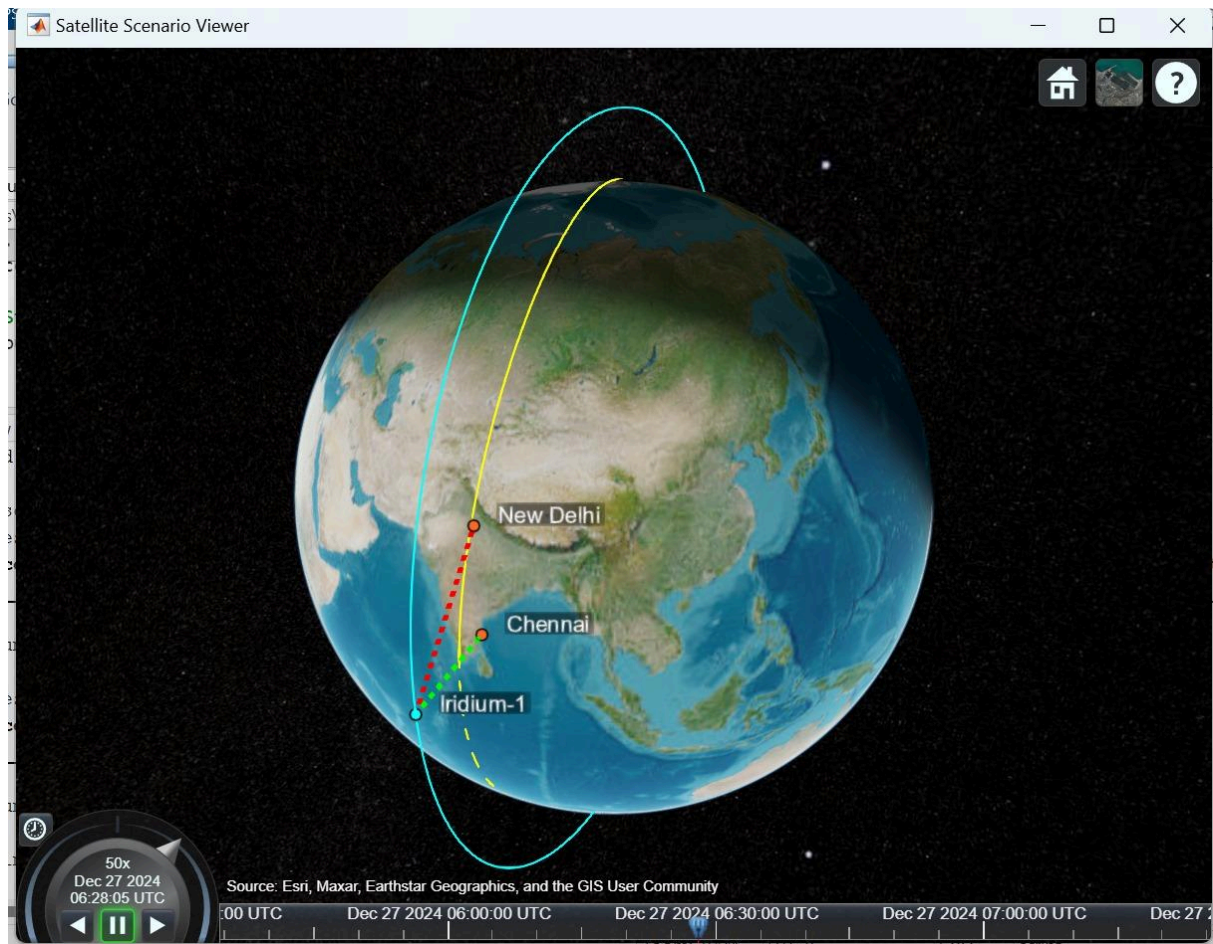 Satellite Scenario Viewer
?
New Delhi
Chennai
Iridium-1
50x
Dec 27 2024
06:28:05 UTC
Source: Esri, Maxar, Earthstar Geographics, and the GIS User Community
:00 UTC
Dec 27 2024 06:00:00 UTC
Dec 27 2024 06:30:00 UTC
Dec 27 2024 07:00:00 UTC
Dec 27